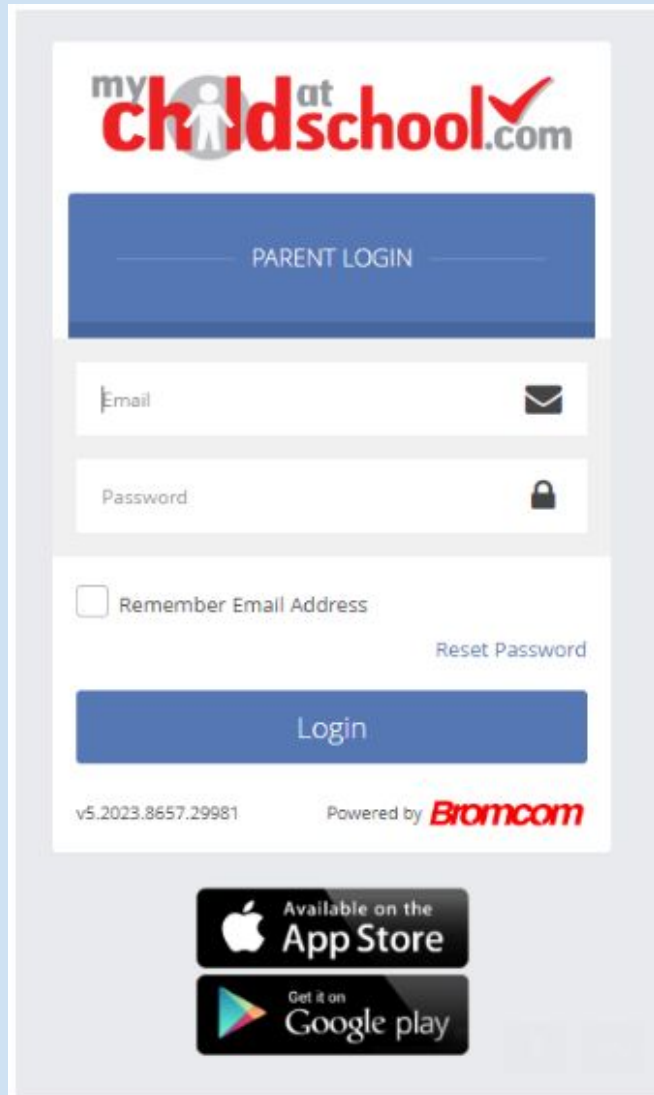 my child at school.com
PARENT LOGIN
Email
Password
Remember Email Address
Reset Password
Login
v5.2023.8657.29981
Powered by Bromcom
Available on the
App Store
Get it on
Google play